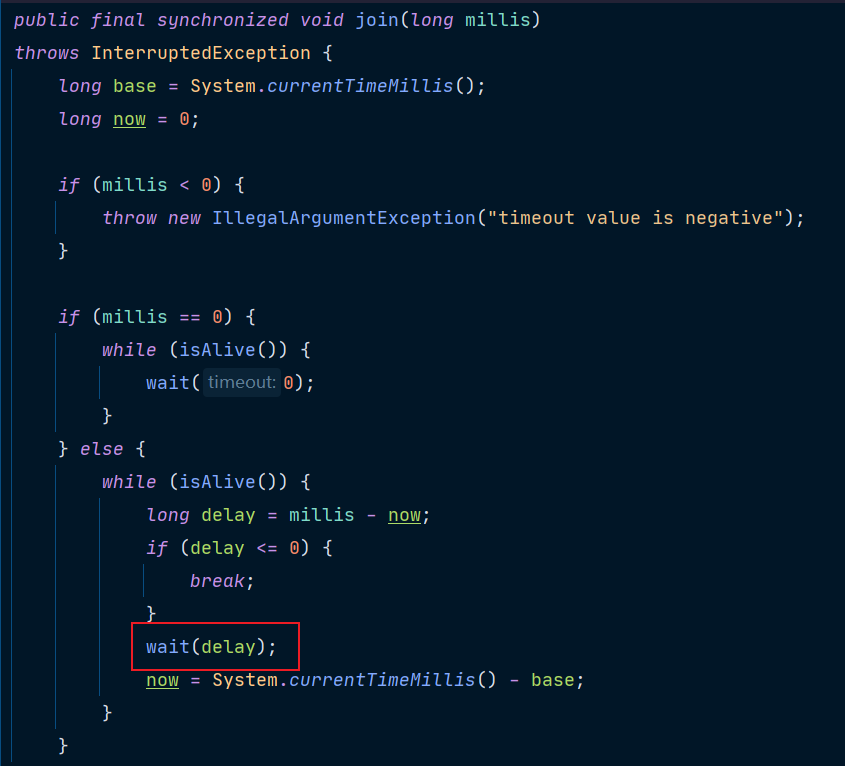 public final synchronized void join(long millis)
throws InterruptedException {
    long base = System.currentTimeMillis();
    long now = 0;

    if (millis < 0) {
        throw new IllegalArgumentException("timeout value is negative");
    }

    if (millis == 0) {
        while (isAlive()) {
            wait( timeout: 0);
        }
    } else {
        while (isAlive()) {
            long delay = millis - now;
            if (delay <= 0) {
                break;
            }
            wait(delay);
            now = System.currentTimeMillis() - base;
        }
    }